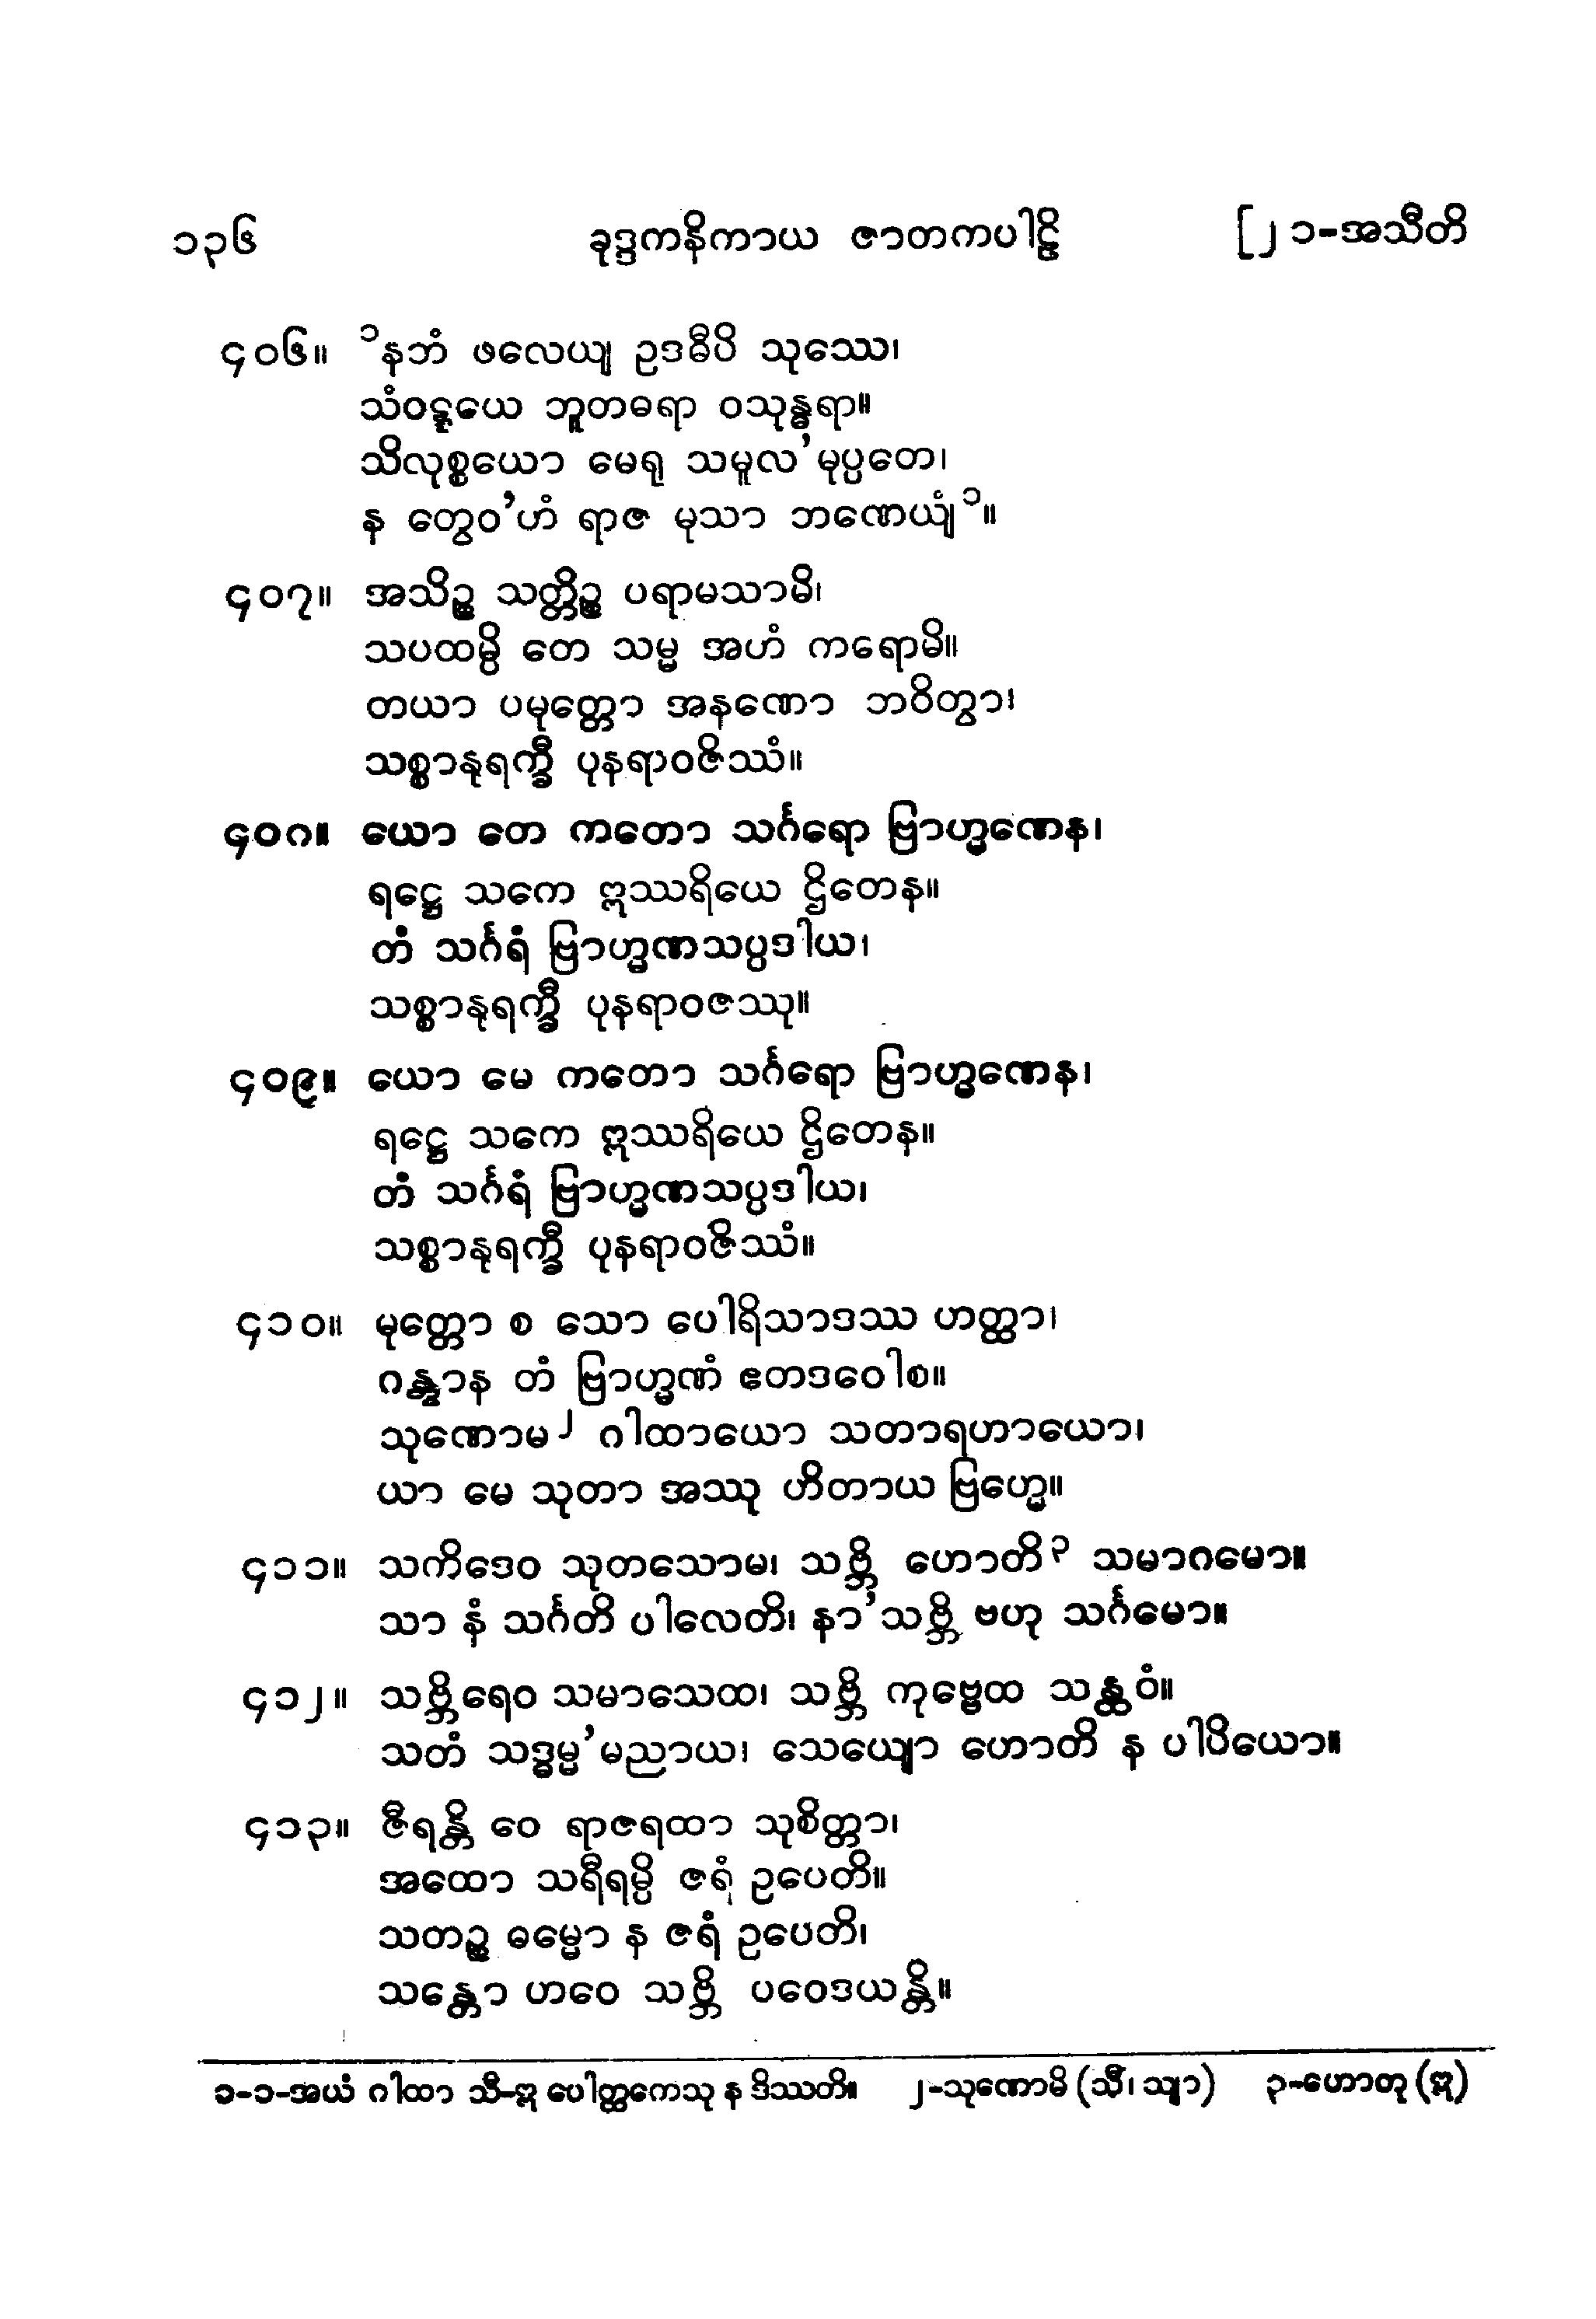 ၁၃၆ ခုဒ္ဒကနိကာယ ဇာတကပါဠိ [၂၁-အသီတိ
၄၀၆။ ၁နဘံ ဖလေယျ ဥဒဓီပိ သုဿေ၊
သံဝဋ္ဋယေ ဘူတဓရာ ဝသုန္ဓရာ။
သိလုစ္စယော မေရု သမူလ'မုပ္ပတေ၊
န တွေဝ'ဟံ ရာဇ မုသာ ဘဏေယျံ၁။
၄၀၇။ အသိဉ္စ သတ္တိဉ္စ ပရာမသာမိ၊
သပထမ္ပိ တေ သမ္မ အဟံ ကရောမိ။
တယာ ပမုတ္တော အနဏော ဘဝိတွာ၊
သစ္စာနုရက္ခီ ပုနရာဝဇိဿံ။
၄၀၈။ ယော တေ ကတော သင်္ဂရော ဗြာဟ္မဏေန၊
ရဋ္ဌေ သကေ ဣဿရိယေ ဌိတေန။
တံ သင်္ဂရံ ဗြာဟ္မဏသပ္ပဒါယ၊
သစ္စာနုရက္ခီ ပုနရာဝဇဿု။
၄၀၉။ ယော မေ ကတော သင်္ဂရော ဗြာဟ္မဏေန၊
ရဋ္ဌေ သကေ ဣဿရိယေ ဌိတေန။
တံ သင်္ဂရံ ဗြာဟ္မဏသပ္ပဒါယ၊
သစ္စာနုရက္ခီ ပုနရာဝဇိဿံ။
၄၁၀။ မုတ္တော စ သော ပေါရိသာဒဿ ဟတ္ထာ၊
ဂန္တွာန တံ ဗြာဟ္မဏံ ဧတဒဝေါစ။
သုဏောမ၂ ဂါထာယော သတာရဟာယော၊
ယာ မေ သုတာ အဿု ဟိတာယ ဗြဟ္မေ။
၄၁၁။ သကိဒေဝ သုတသောမ၊ သဗ္ဘိ ဟောတိ၃ သမာဂမော။
သာ နံ သင်္ဂတိ ပါလေတိ၊ နာ'သဗ္ဘိ ဗဟု သင်္ဂမော။
၄၁၂။ သဗ္ဘိရေဝ သမာသေထ၊ သဗ္ဘိ ကုဗ္ဗေထ သန္ထဝံ။
သတံ သဒ္ဓမ္မ'မညာယ၊ သေယျော ဟောတိ န ပါပိယော။
၄၁၃။ ဇီရန္တိ ဝေ ရာဇရထာ သုစိတ္တာ၊
အထော သရီရမ္ပိ ဇရံ ဥပေတိ။
သတဉ္စ ဓမ္မော န ဇရံ ဥပေတိ၊
သန္တော ဟဝေ သဗ္ဘိ ပဝေဒယန္တိ။
၁-၁-အယံ ဂါထာ သီ-ဣ ပေါတ္ထကေသု န ဒိဿတိ။ ၂-သုဏောမိ (သီ၊ သျာ) ၃-ဟောတု (ဣ)